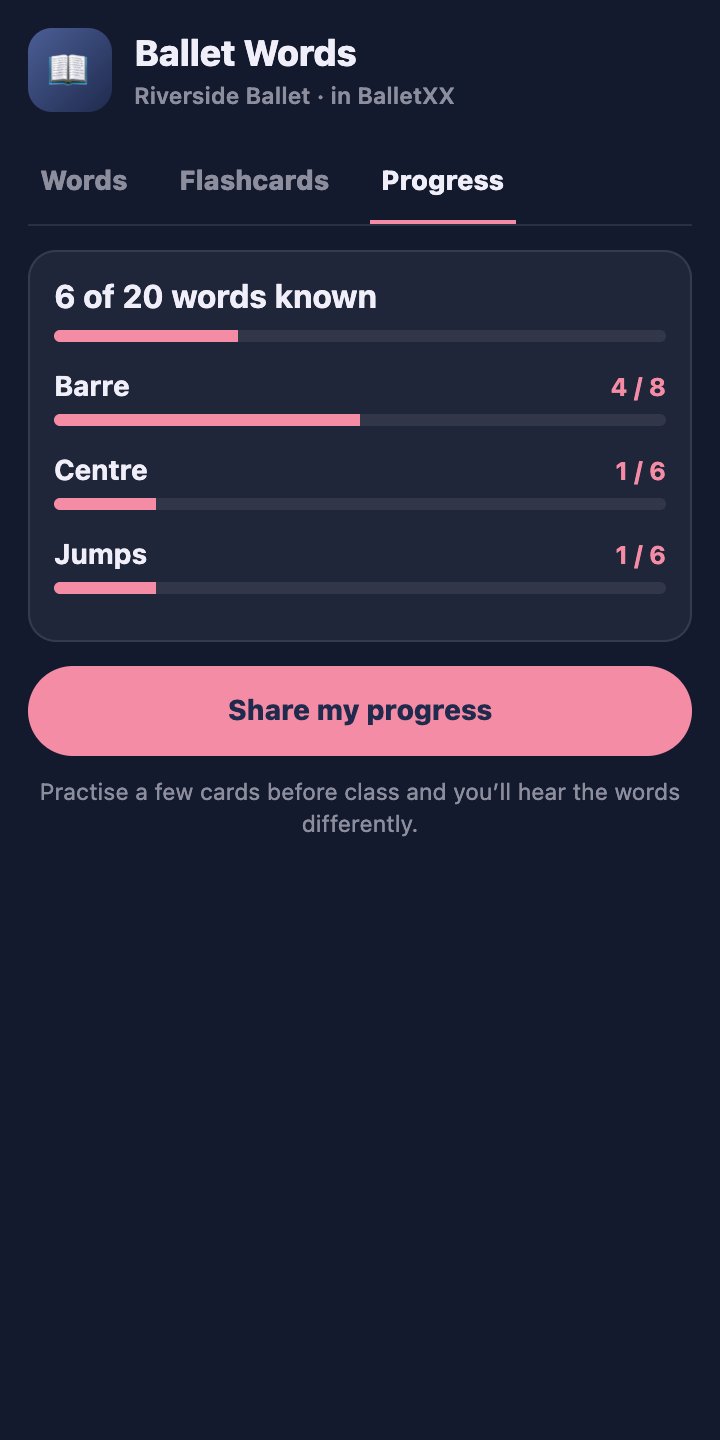 Ballet Words
Riverside Ballet · in BalletXX
Words Flashcards Progress
6 of 20 words known
Barre 4 / 8
Centre 1 / 6
Jumps 1 / 6
Share my progress
Practise a few cards before class and you’ll hear the words
differently.